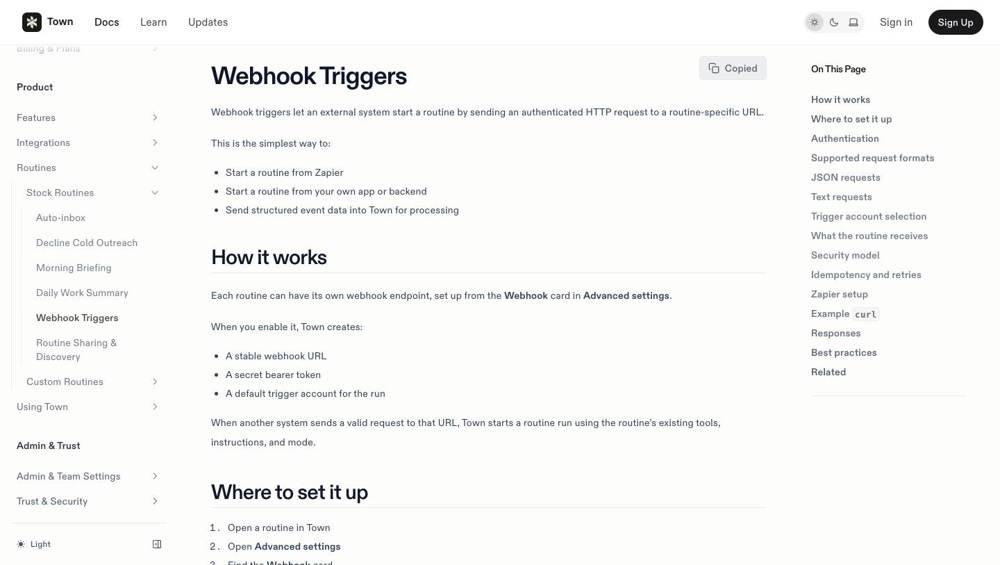 Town
Docs
Learn
Updates
Sign in
Sign Up
Billing & Plans
Product
Features
Integrations
Routines
Stock Routines
Auto-inbox
Decline Cold Outreach
Morning Briefing
Daily Work Summary
Webhook Triggers
Routine Sharing &
Discovery
Custom Routines
Using Town
Admin & Trust
Admin & Team Settings
Trust & Security
Light
Webhook Triggers
Copied
Webhook triggers let an external system start a routine by sending an authenticated HTTP request to a routine-specific URL.
This is the simplest way to:
Start a routine from Zapier
Start a routine from your own app or backend
Send structured event data into Town for processing
How it works
Each routine can have its own webhook endpoint, set up from the Webhook card in Advanced settings.
When you enable it, Town creates:
A stable webhook URL
A secret bearer token
A default trigger account for the run
When another system sends a valid request to that URL, Town starts a routine run using the routine's existing tools,
instructions, and mode.
Where to set it up
1. Open a routine in Town
2. Open Advanced settings
3. Find the Webhook card
On This Page
How it works
Where to set it up
Authentication
Supported request formats
JSON requests
Text requests
Trigger account selection
What the routine receives
Security model
Idempotency and retries
Zapier setup
Example curl
Responses
Best practices
Related